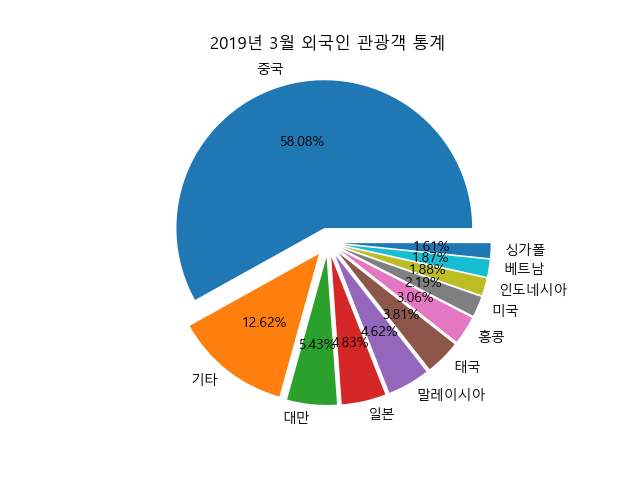 2019년 3월 외국인 관광객 통계
중국
58.08%
기타
12.62%
대만
5.43%
일본
4.83%
말레이시아
4.62%
태국
3.81%
홍콩
3.06%
미국
2.19%
인도네시아
1.88%
베트남
1.87%
싱가폴
1.61%